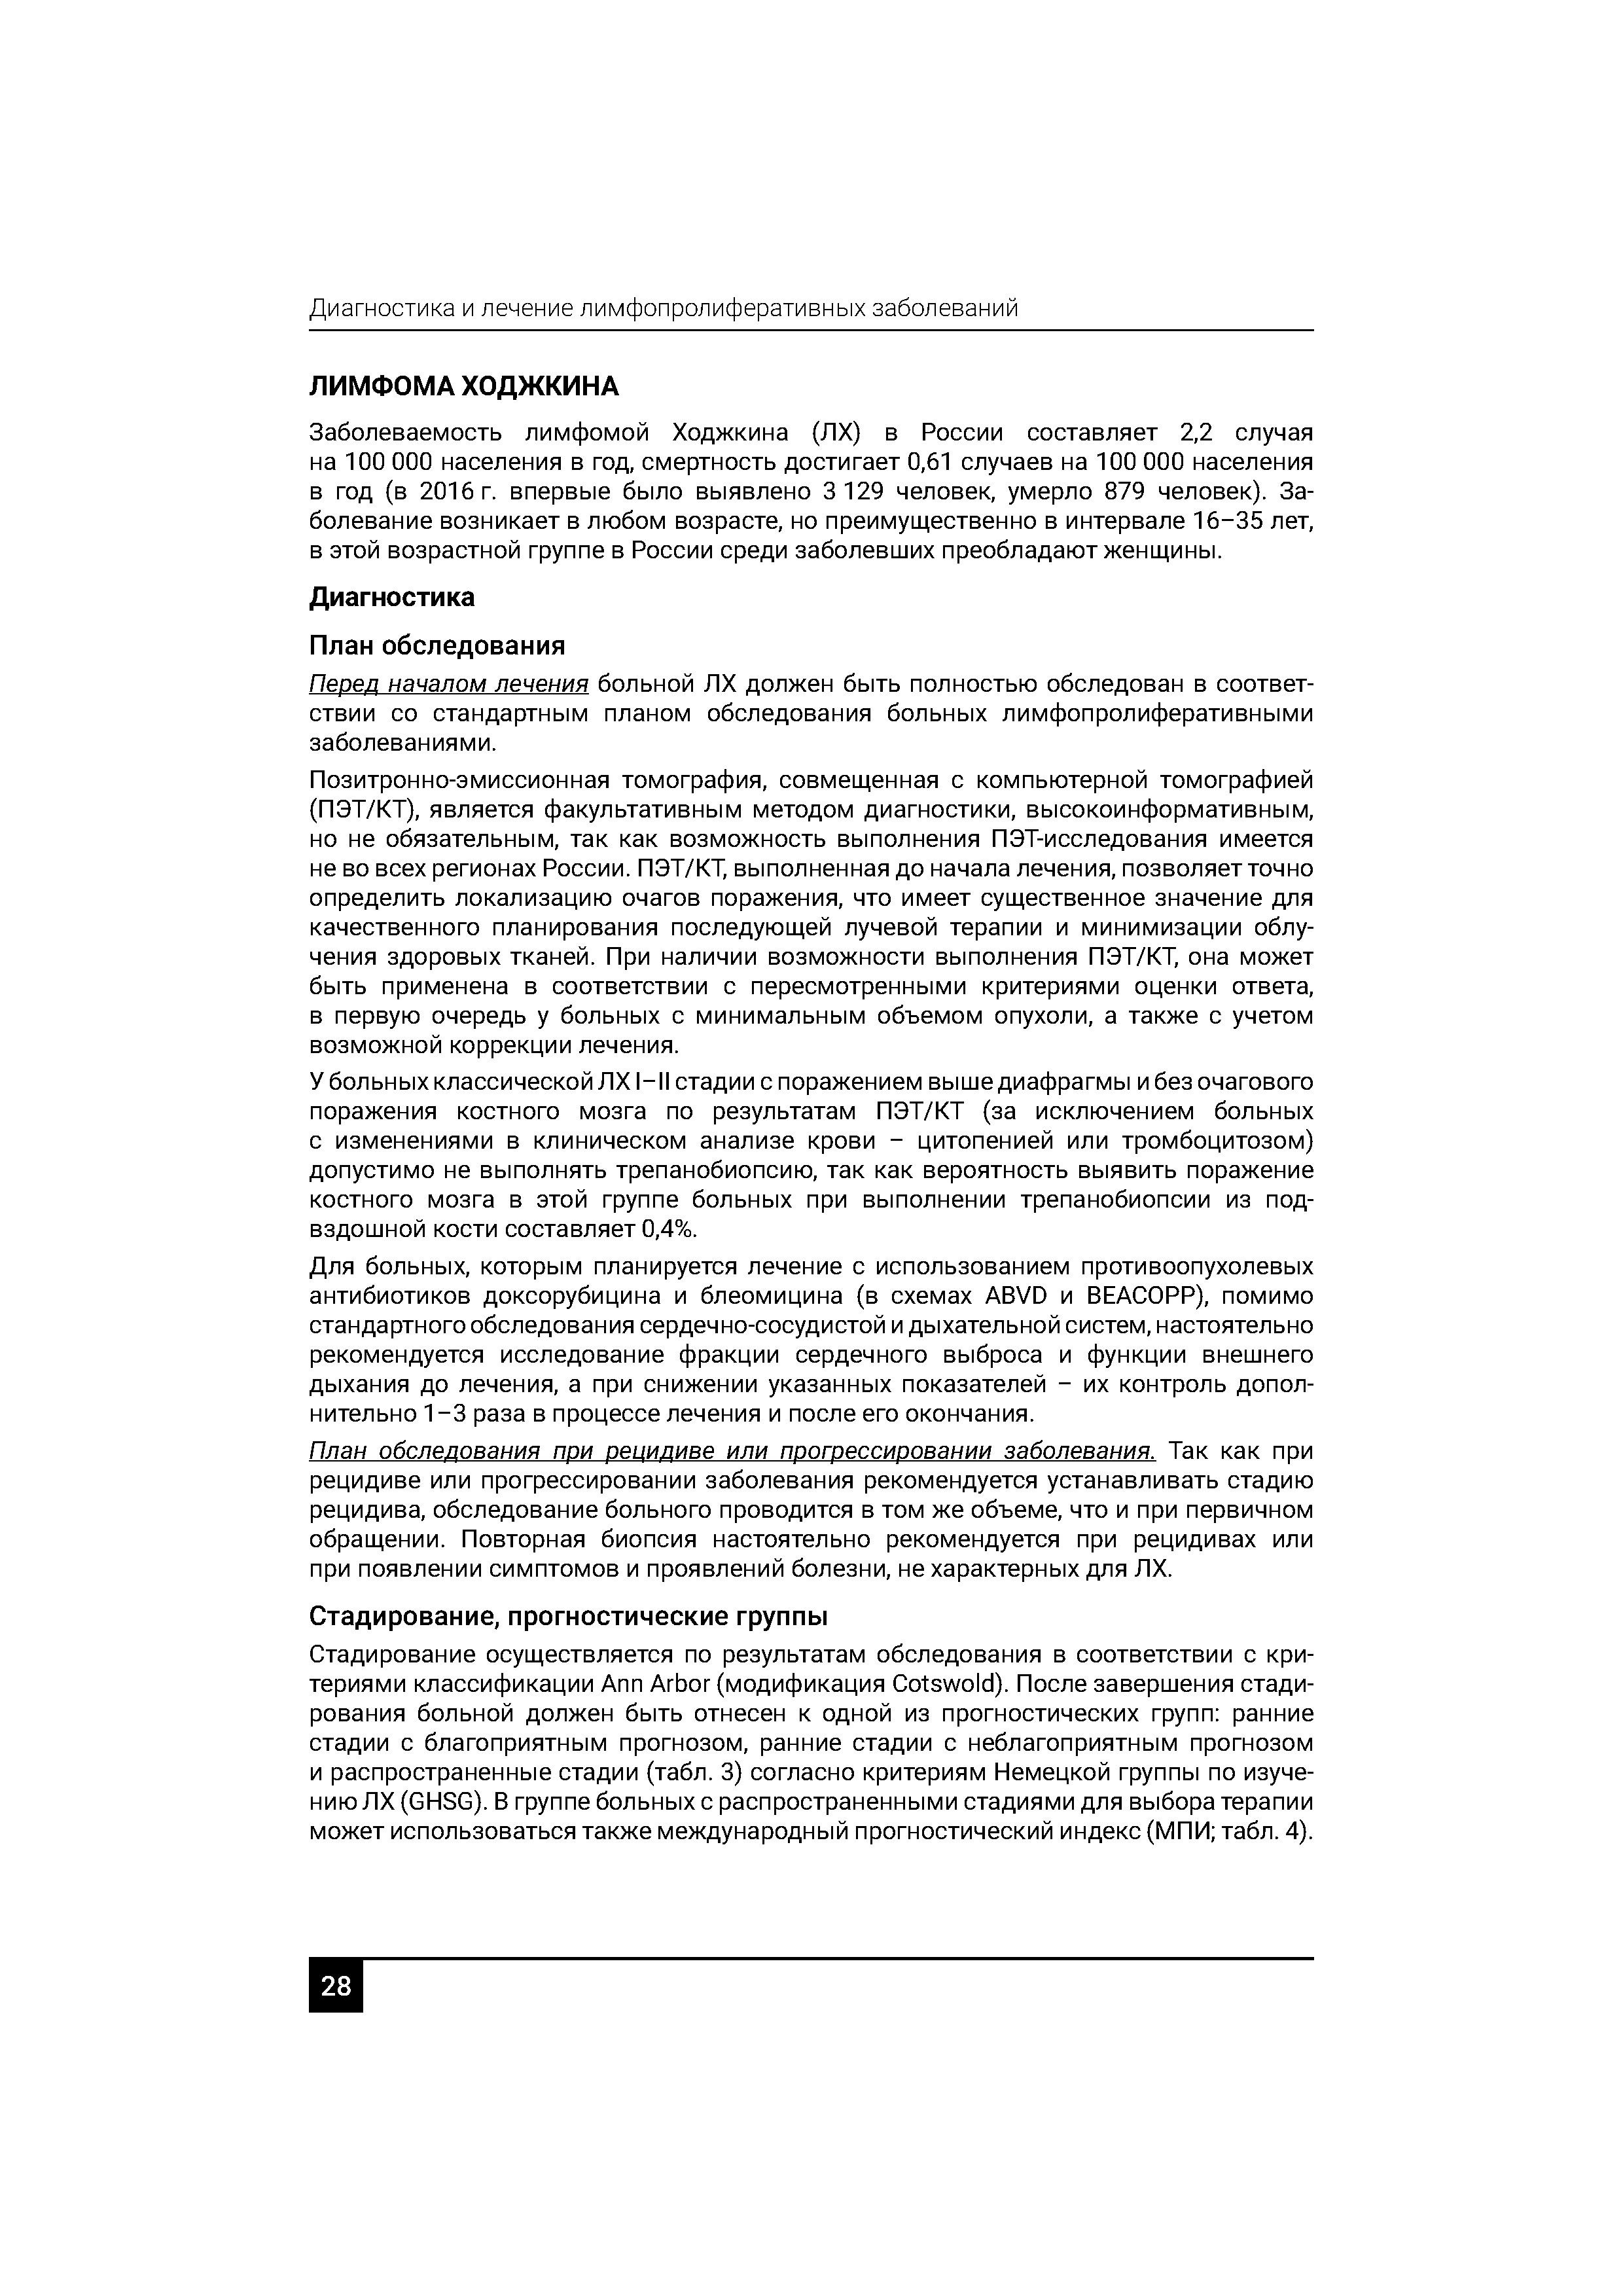 Диагностика и лечение лимфопролиферативных заболеваний
ЛИМФОМА ХОДЖКИНА
Заболеваемость лимфомой Ходжкина (ЛХ) в России составляет 2,2 случая
на 100 000 населения в год, смертность достигает 0,61 случаев на 100 000 населения
в год (в 2016 г. впервые было выявлено 3 129 человек, умерло 879 человек). За-
болевание возникает в любом возрасте, но преимущественно в интервале 16–35 лет,
в этой возрастной группе в России среди заболевших преобладают женщины.
Диагностика
План обследования
Перед началом лечения больной ЛХ должен быть полностью обследован в соответ-
ствии со стандартным планом обследования больных лимфопролиферативными
заболеваниями.
Позитронно-эмиссионная томография, совмещенная с компьютерной томографией
(ПЭТ/КТ), является факультативным методом диагностики, высокоинформативным,
но не обязательным, так как возможность выполнения ПЭТ-исследования имеется
не во всех регионах России. ПЭТ/КТ, выполненная до начала лечения, позволяет точно
определить локализацию очагов поражения, что имеет существенное значение для
качественного планирования последующей лучевой терапии и минимизации облу-
чения здоровых тканей. При наличии возможности выполнения ПЭТ/КТ, она может
быть применена в соответствии с пересмотренными критериями оценки ответа,
в первую очередь у больных с минимальным объемом опухоли, а также с учетом
возможной коррекции лечения.
У больных классической ЛХ I–II стадии с поражением выше диафрагмы и без очагового
поражения костного мозга по результатам ПЭТ/КТ (за исключением больных
с изменениями в клиническом анализе крови – цитопенией или тромбоцитозом)
допустимо не выполнять трепанобиопсию, так как вероятность выявить поражение
костного мозга в этой группе больных при выполнении трепанобиопсии из под-
вздошной кости составляет 0,4%.
Для больных, которым планируется лечение с использованием противоопухолевых
антибиотиков доксорубицина и блеомицина (в схемах ABVD и BEACOPP), помимо
стандартного обследования сердечно-сосудистой и дыхательной систем, настоятельно
рекомендуется исследование фракции сердечного выброса и функции внешнего
дыхания до лечения, а при снижении указанных показателей – их контроль допол-
нительно 1–3 раза в процессе лечения и после его окончания.
План обследования при рецидиве или прогрессировании заболевания. Так как при
рецидиве или прогрессировании заболевания рекомендуется устанавливать стадию
рецидива, обследование больного проводится в том же объеме, что и при первичном
обращении. Повторная биопсия настоятельно рекомендуется при рецидивах или
при появлении симптомов и проявлений болезни, не характерных для ЛХ.
Стадирование, прогностические группы
Стадирование осуществляется по результатам обследования в соответствии с кри-
териями классификации Ann Arbor (модификация Cotswold). После завершения стади-
рования больной должен быть отнесен к одной из прогностических групп: ранние
стадии с благоприятным прогнозом, ранние стадии с неблагоприятным прогнозом
и распространенные стадии (табл. 3) согласно критериям Немецкой группы по изуче-
нию ЛХ (GHSG). В группе больных с распространенными стадиями для выбора терапии
может использоваться также международный прогностический индекс (МПИ; табл. 4).
28